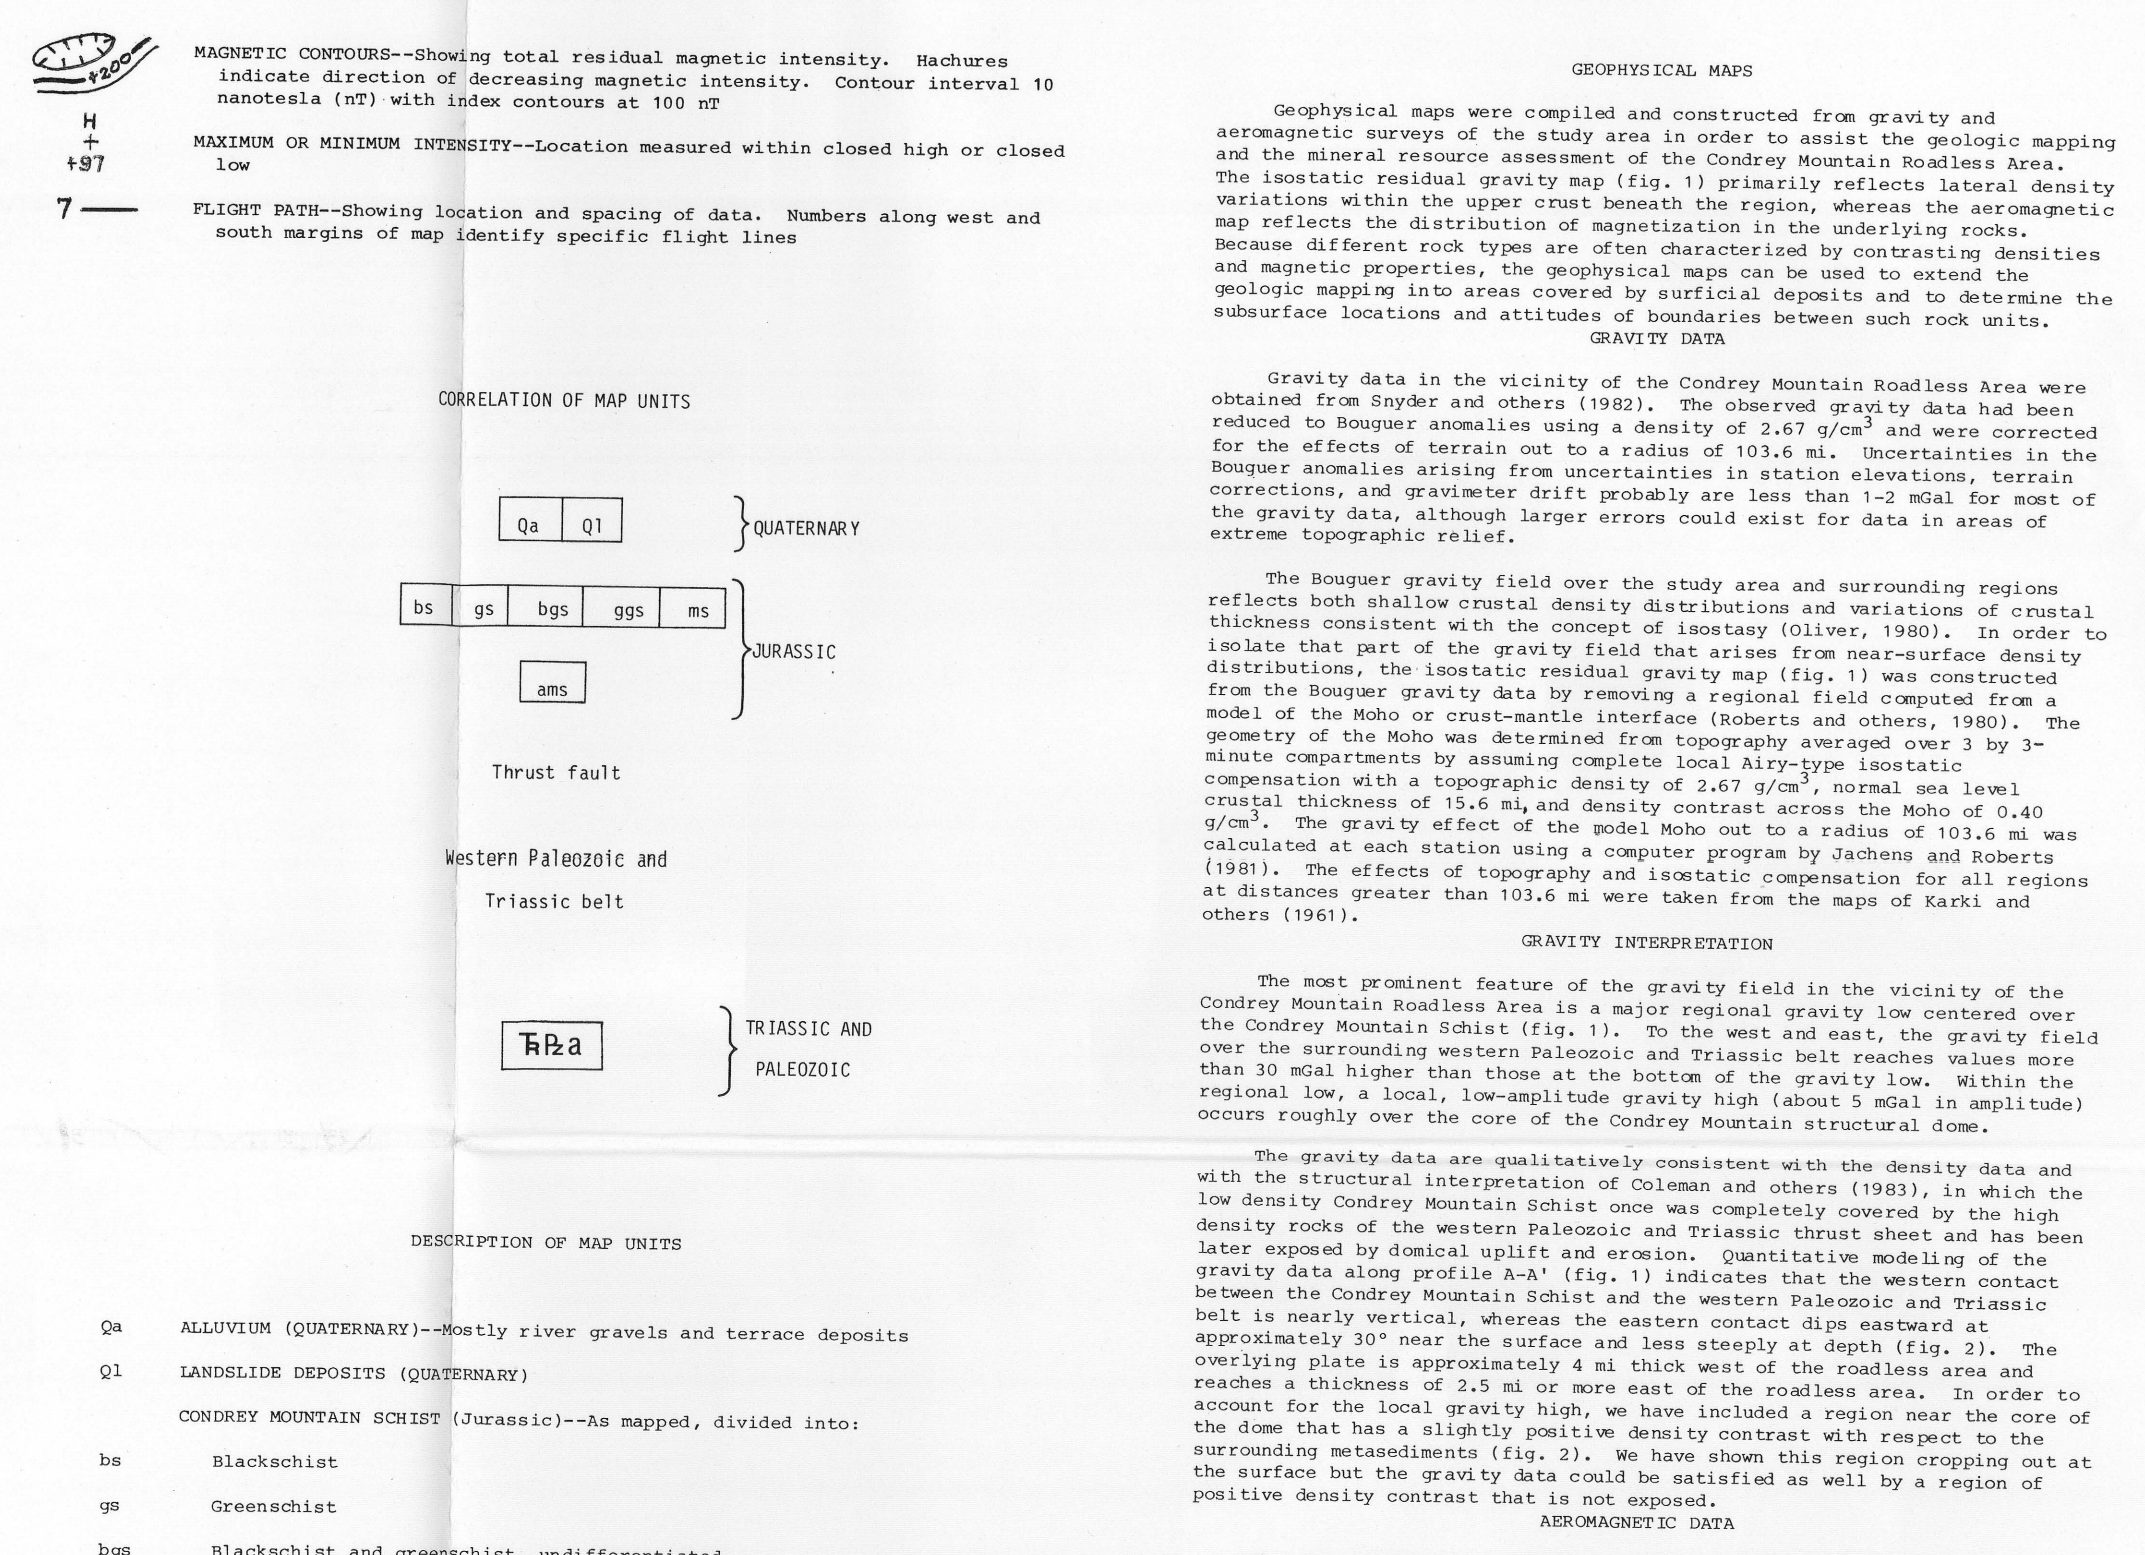 +200
MAGNETIC CONTOURS--Showing total residual magnetic intensity. Hachures
indicate direction of decreasing magnetic intensity. Contour interval 10
nanotesla (nT) with index contours at 100 nT
H
+
+97
MAXIMUM OR MINIMUM INTENSITY--Location measured within closed high or closed
low
7
FLIGHT PATH--Showing location and spacing of data. Numbers along west and
south margins of map identify specific flight lines
CORRELATION OF MAP UNITS
Qa Ql
QUATERNARY
bs gs bgs ggs ms
JURASSIC
ams
Thrust fault
Western Paleozoic and
Triassic belt
TRPza
TRIASSIC AND
PALEOZOIC
DESCRIPTION OF MAP UNITS
Qa ALLUVIUM (QUATERNARY)--Mostly river gravels and terrace deposits
Ql LANDSLIDE DEPOSITS (QUATERNARY)
CONDREY MOUNTAIN SCHIST (Jurassic)--As mapped, divided into:
bs Blackschist
gs Greenschist
bgs Blackschist and greenschist, undifferentiated
GEOPHYSICAL MAPS
Geophysical maps were compiled and constructed from gravity and
aeromagnetic surveys of the study area in order to assist the geologic mapping
and the mineral resource assessment of the Condrey Mountain Roadless Area.
The isostatic residual gravity map (fig. 1) primarily reflects lateral density
variations within the upper crust beneath the region, whereas the aeromagnetic
map reflects the distribution of magnetization in the underlying rocks.
Because different rock types are often characterized by contrasting densities
and magnetic properties, the geophysical maps can be used to extend the
geologic mapping into areas covered by surficial deposits and to determine the
subsurface locations and attitudes of boundaries between such rock units.
GRAVITY DATA
Gravity data in the vicinity of the Condrey Mountain Roadless Area were
obtained from Snyder and others (1982). The observed gravity data had been
reduced to Bouguer anomalies using a density of 2.67 g/cm³ and were corrected
for the effects of terrain out to a radius of 103.6 mi. Uncertainties in the
Bouguer anomalies arising from uncertainties in station elevations, terrain
corrections, and gravimeter drift probably are less than 1-2 mGal for most of
the gravity data, although larger errors could exist for data in areas of
extreme topographic relief.
The Bouguer gravity field over the study area and surrounding regions
reflects both shallow crustal density distributions and variations of crustal
thickness consistent with the concept of isostasy (Oliver, 1980). In order to
isolate that part of the gravity field that arises from near-surface density
distributions, the isostatic residual gravity map (fig. 1) was constructed
from the Bouguer gravity data by removing a regional field computed from a
model of the Moho or crust-mantle interface (Roberts and others, 1980). The
geometry of the Moho was determined from topography averaged over 3 by 3-
minute compartments by assuming complete local Airy-type isostatic
compensation with a topographic density of 2.67 g/cm³, normal sea level
crustal thickness of 15.6 mi, and density contrast across the Moho of 0.40
g/cm³. The gravity effect of the model Moho out to a radius of 103.6 mi was
calculated at each station using a computer program by Jachens and Roberts
(1981). The effects of topography and isostatic compensation for all regions
at distances greater than 103.6 mi were taken from the maps of Karki and
others (1961).
GRAVITY INTERPRETATION
The most prominent feature of the gravity field in the vicinity of the
Condrey Mountain Roadless Area is a major regional gravity low centered over
the Condrey Mountain Schist (fig. 1). To the west and east, the gravity field
over the surrounding western Paleozoic and Triassic belt reaches values more
than 30 mGal higher than those at the bottom of the gravity low. Within the
regional low, a local, low-amplitude gravity high (about 5 mGal in amplitude)
occurs roughly over the core of the Condrey Mountain structural dome.
The gravity data are qualitatively consistent with the density data and
with the structural interpretation of Coleman and others (1983), in which the
low density Condrey Mountain Schist once was completely covered by the high
density rocks of the western Paleozoic and Triassic thrust sheet and has been
later exposed by domical uplift and erosion. Quantitative modeling of the
gravity data along profile A-A' (fig. 1) indicates that the western contact
between the Condrey Mountain Schist and the western Paleozoic and Triassic
belt is nearly vertical, whereas the eastern contact dips eastward at
approximately 30° near the surface and less steeply at depth (fig. 2). The
overlying plate is approximately 4 mi thick west of the roadless area and
reaches a thickness of 2.5 mi or more east of the roadless area. In order to
account for the local gravity high, we have included a region near the core of
the dome that has a slightly positive density contrast with respect to the
surrounding metasediments (fig. 2). We have shown this region cropping out at
the surface but the gravity data could be satisfied as well by a region of
positive density contrast that is not exposed.
AEROMAGNETIC DATA